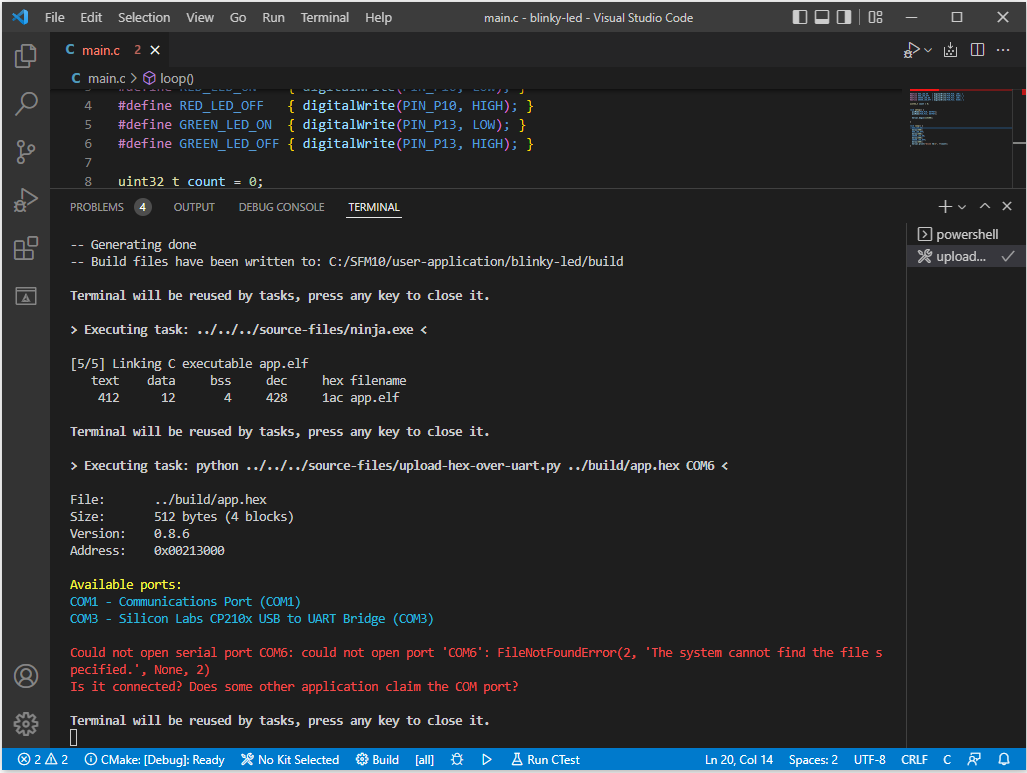 File Edit Selection View Go Run Terminal Help main.c - blinky-led - Visual Studio Code
C main.c 2
C main.c > loop()
3 #define RED_LED_ON { digitalWrite(PIN_P10, LOW); }
4 #define RED_LED_OFF { digitalWrite(PIN_P10, HIGH); }
5 #define GREEN_LED_ON { digitalWrite(PIN_P13, LOW); }
6 #define GREEN_LED_OFF { digitalWrite(PIN_P13, HIGH); }
7
8 uint32_t count = 0;
PROBLEMS 4 OUTPUT DEBUG CONSOLE TERMINAL
powershell
upload...
-- Generating done
-- Build files have been written to: C:/SFM10/user-application/blinky-led/build
Terminal will be reused by tasks, press any key to close it.
> Executing task: ../../../source-files/ninja.exe <
[5/5] Linking C executable app.elf
text data bss dec hex filename
412 12 4 428 1ac app.elf
Terminal will be reused by tasks, press any key to close it.
> Executing task: python ../../../source-files/upload-hex-over-uart.py ../build/app.hex COM6 <
File: ../build/app.hex
Size: 512 bytes (4 blocks)
Version: 0.8.6
Address: 0x00213000
Available ports:
COM1 - Communications Port (COM1)
COM3 - Silicon Labs CP210x USB to UART Bridge (COM3)
Could not open serial port COM6: could not open port 'COM6': FileNotFoundError(2, 'The system cannot find the file s
pecified.', None, 2)
Is it connected? Does some other application claim the COM port?
Terminal will be reused by tasks, press any key to close it.
2 2 CMake: [Debug]: Ready No Kit Selected Build [all] Run CTest Ln 20, Col 14 Spaces: 2 UTF-8 CRLF C